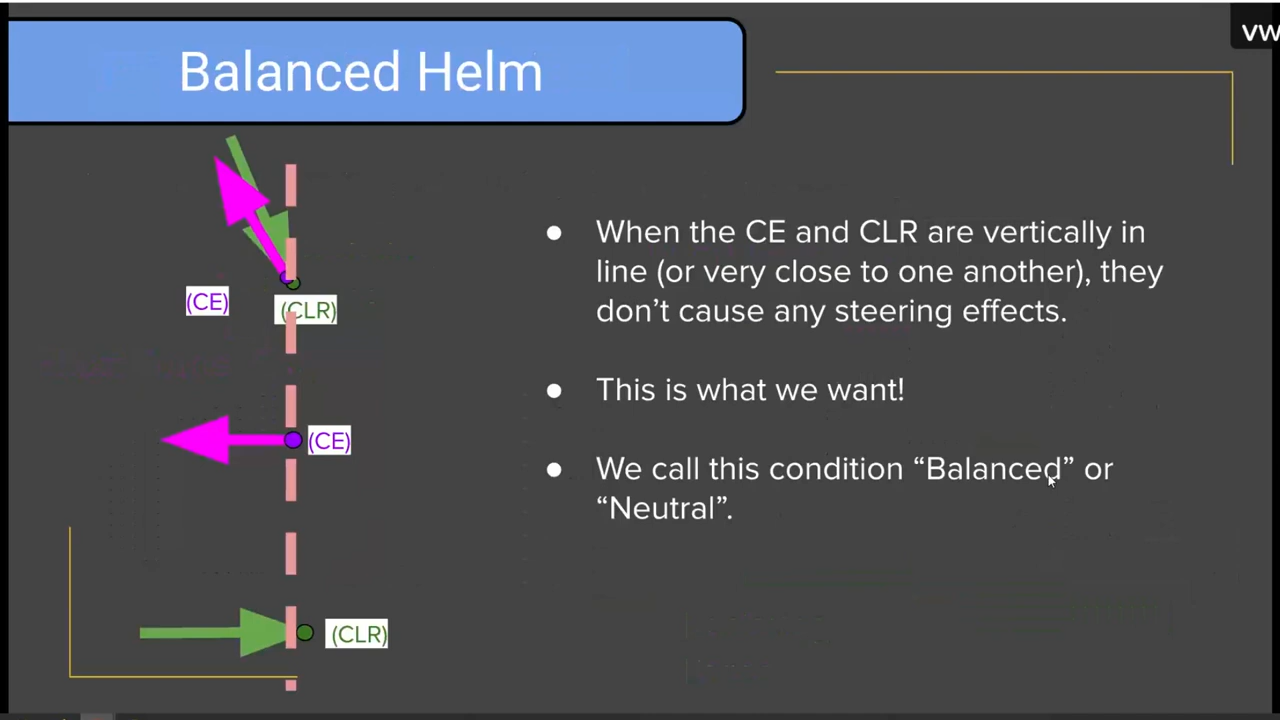 VW
Balanced Helm
(CE)
(CLR)
(CE)
(CLR)
● When the CE and CLR are vertically in
line (or very close to one another), they
don’t cause any steering effects.
● This is what we want!
● We call this condition “Balanced” or
“Neutral”.